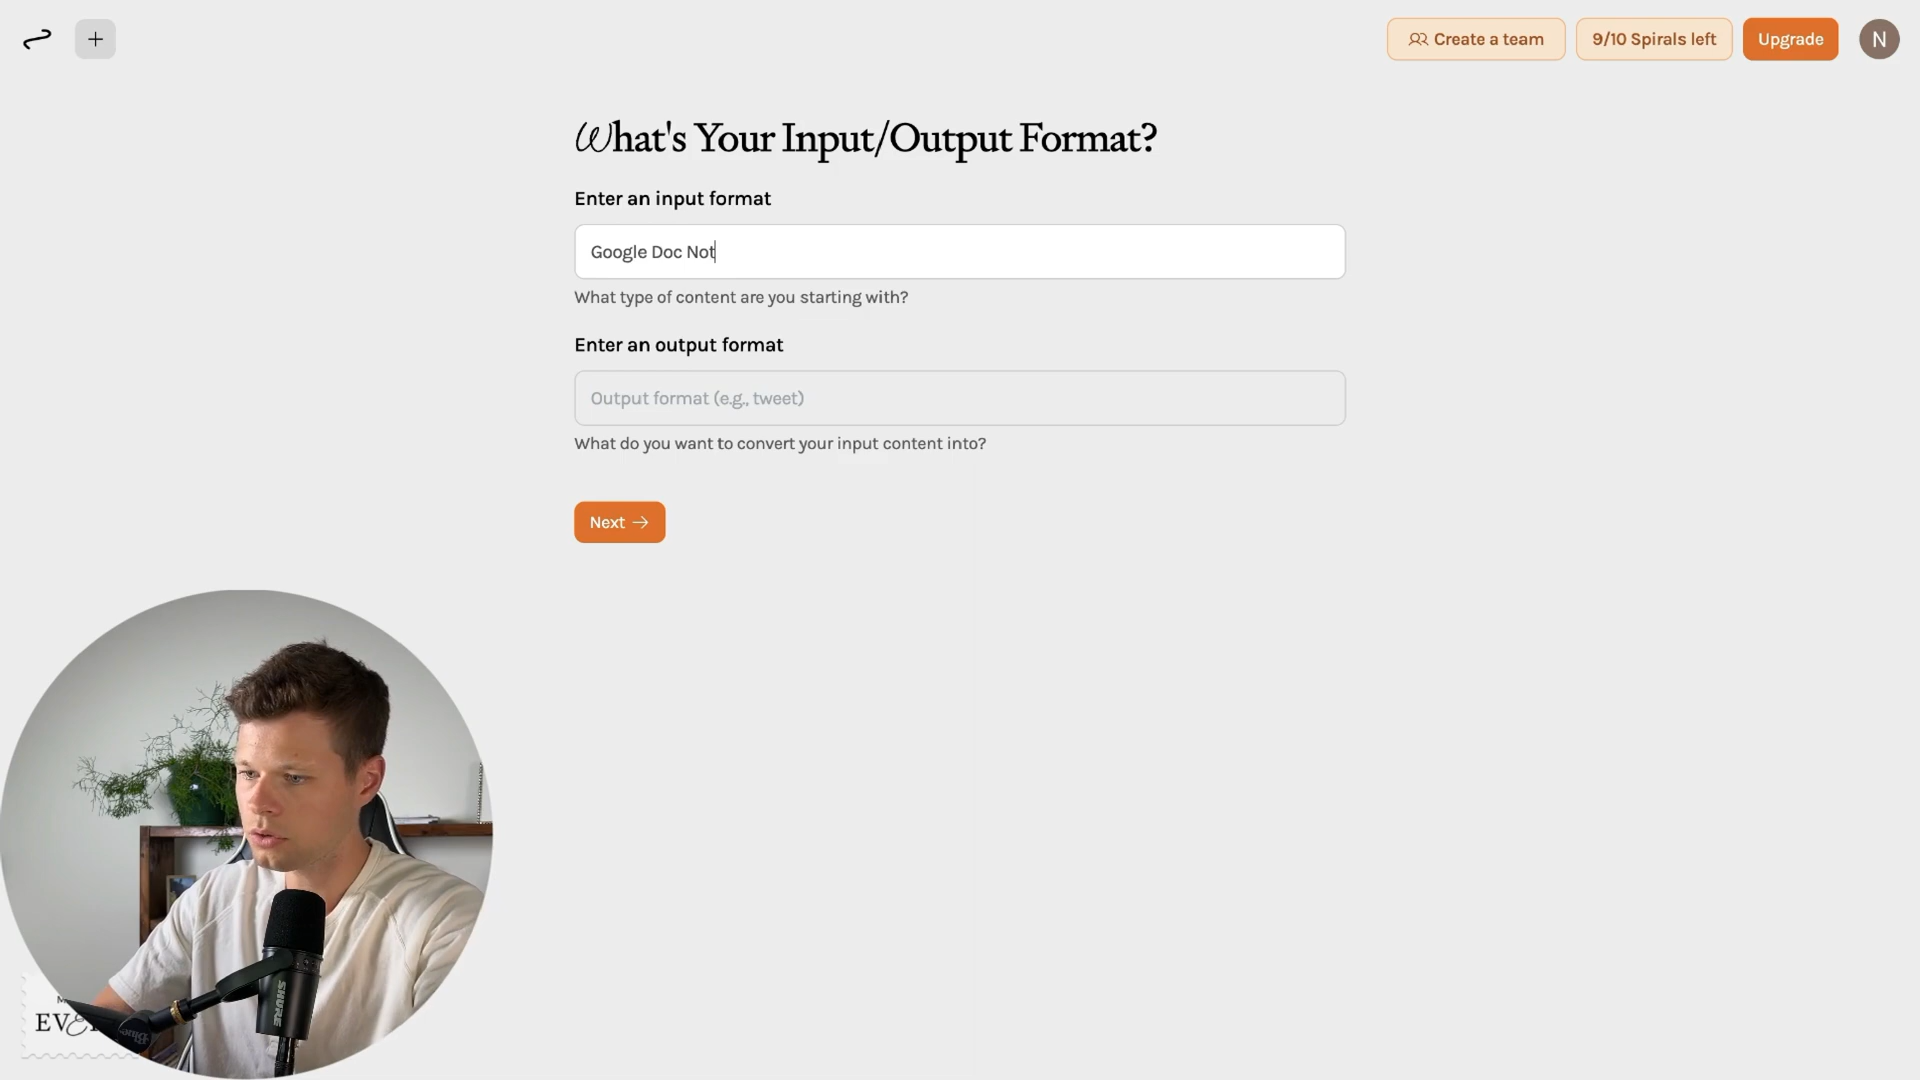 Create a team
9/10 Spirals left
Upgrade
N
What's Your Input/Output Format?
Enter an input format
Google Doc Not
What type of content are you starting with?
Enter an output format
Output format (e.g., tweet)
What do you want to convert your input content into?
Next
SHURE